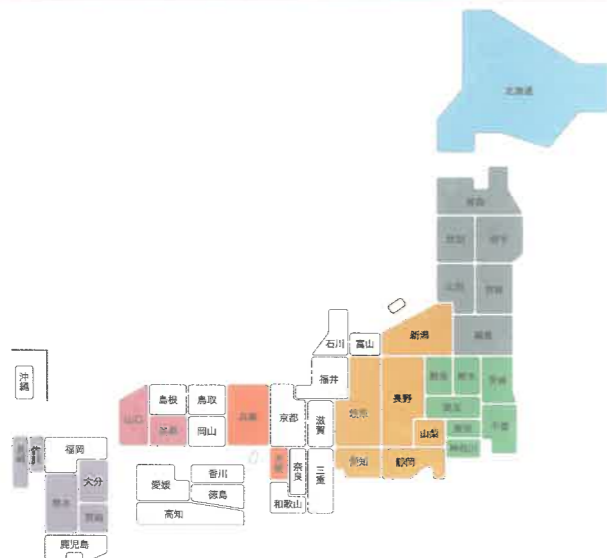 北海道
青森
秋田
岩手
山形
宮城
福島
新潟
石川
富山
福井
長野
岐阜
山梨
愛知
静岡
群馬
栃木
茨城
埼玉
東京
千葉
神奈川
京都
滋賀
三重
奈良
大阪
和歌山
兵庫
鳥取
島根
岡山
広島
山口
香川
徳島
愛媛
高知
沖縄
福岡
佐賀
長崎
大分
熊本
宮崎
鹿児島